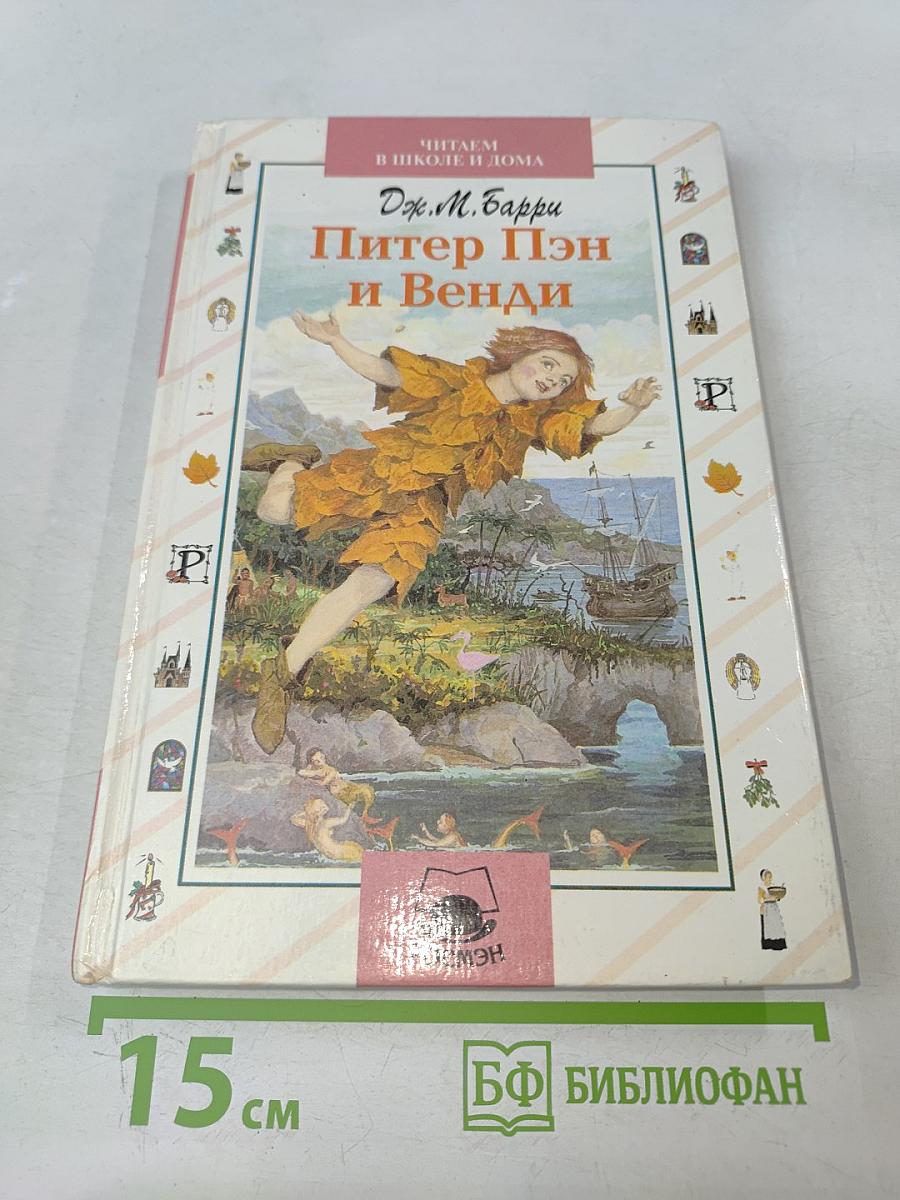 ЧИТАЕМ
В ШКОЛЕ И ДОМА
Дж.М.Барри
Питер Пэн
и Венди
Р
Р
15 см
БФ БИБЛИОФАН